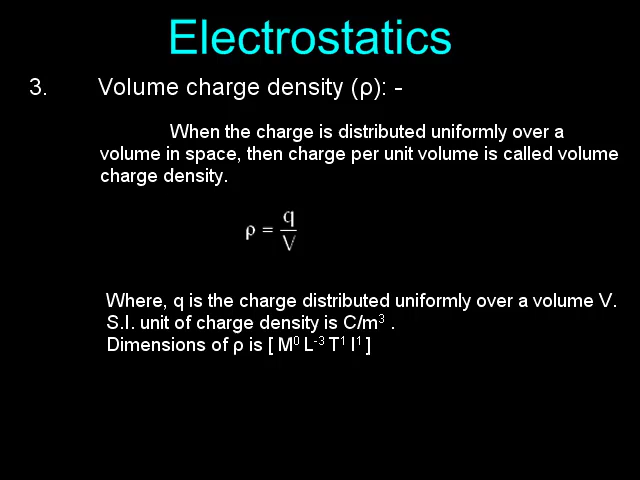 Electrostatics
3. Volume charge density (ρ): -
When the charge is distributed uniformly over a
volume in space, then charge per unit volume is called volume
charge density.
ρ = q/V
Where, q is the charge distributed uniformly over a volume V.
S.I. unit of charge density is C/m³ .
Dimensions of ρ is [ M⁰ L⁻³ T¹ I¹ ]